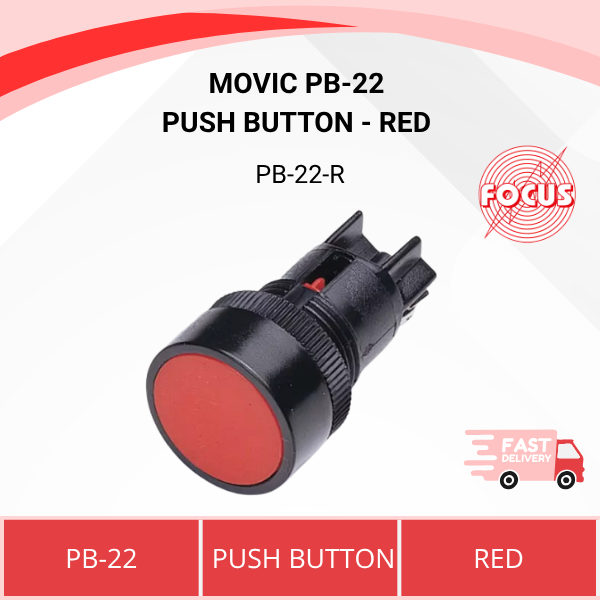 MOVIC PB-22
PUSH BUTTON - RED
PB-22-R
FOCUS
FAST
DELIVERY
PB-22
PUSH BUTTON
RED